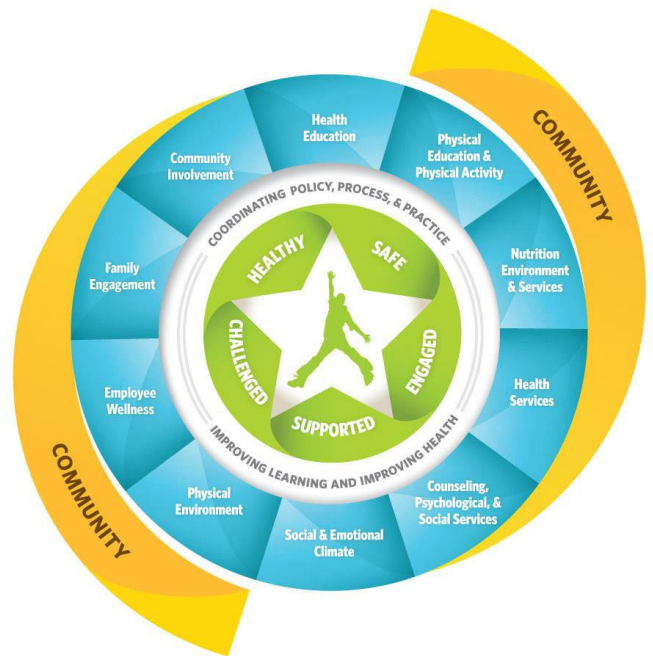 COMMUNITY
Health
Education
Physical
Education &
Physical Activity
Nutrition
Environment
& Services
Health
Services
Counseling,
Psychological, &
Social Services
Social & Emotional
Climate
Physical
Environment
Employee
Wellness
Family
Engagement
Community
Involvement
COORDINATING POLICY, PROCESS, & PRACTICE
IMPROVING LEARNING AND IMPROVING HEALTH
HEALTHY
SAFE
ENGAGED
SUPPORTED
CHALLENGED
COMMUNITY